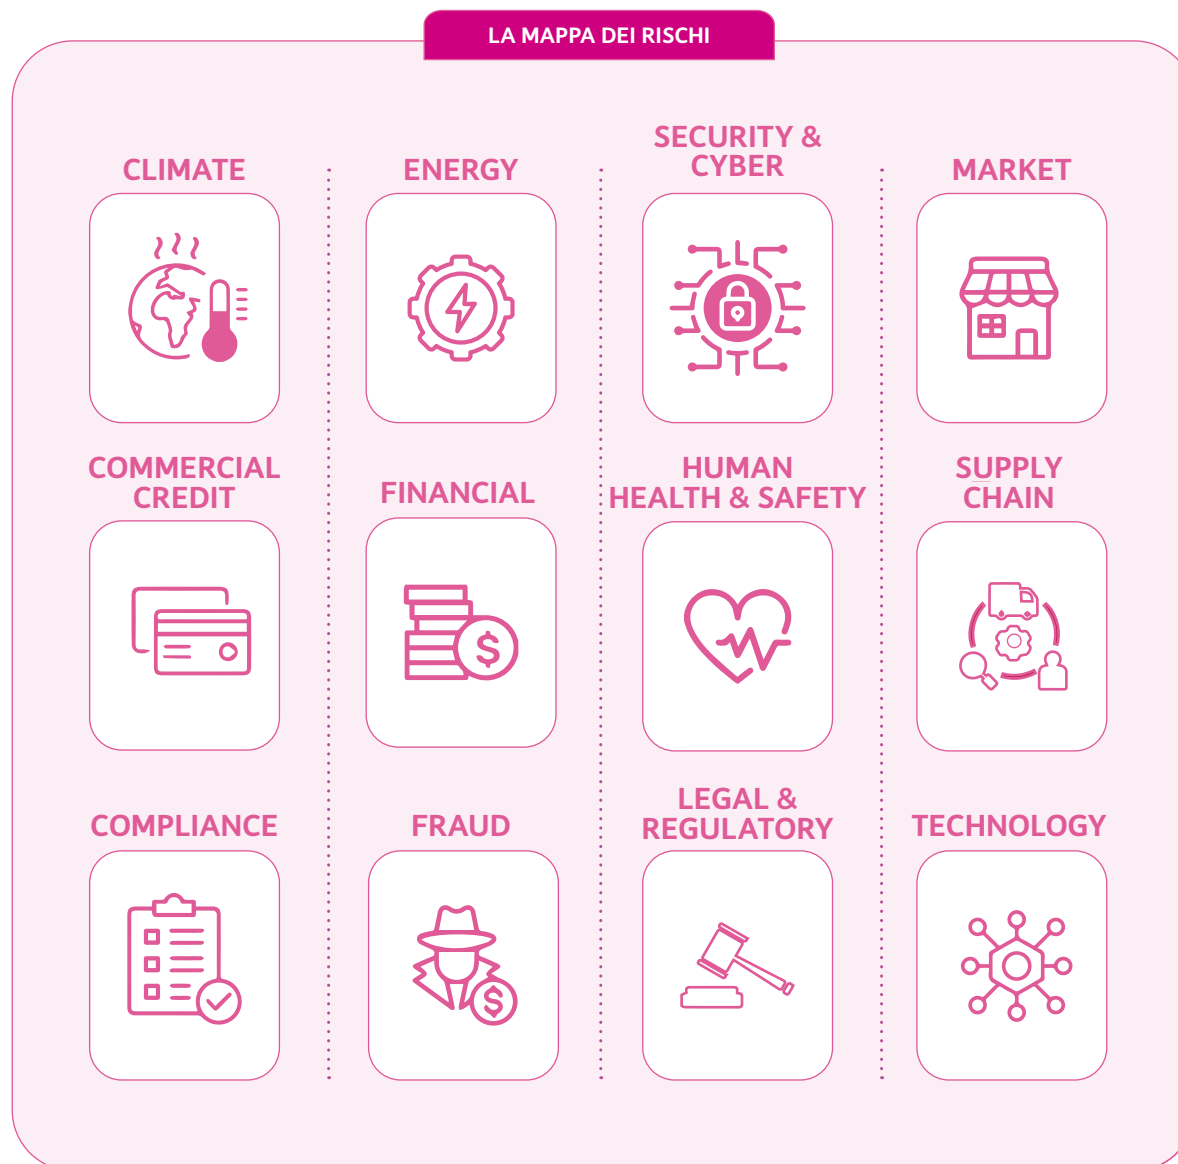 LA MAPPA DEI RISCHI
CLIMATE
ENERGY
SECURITY &
CYBER
MARKET
COMMERCIAL
CREDIT
FINANCIAL
HUMAN
HEALTH & SAFETY
SUPPLY
CHAIN
$
COMPLIANCE
FRAUD
LEGAL &
REGULATORY
TECHNOLOGY
$